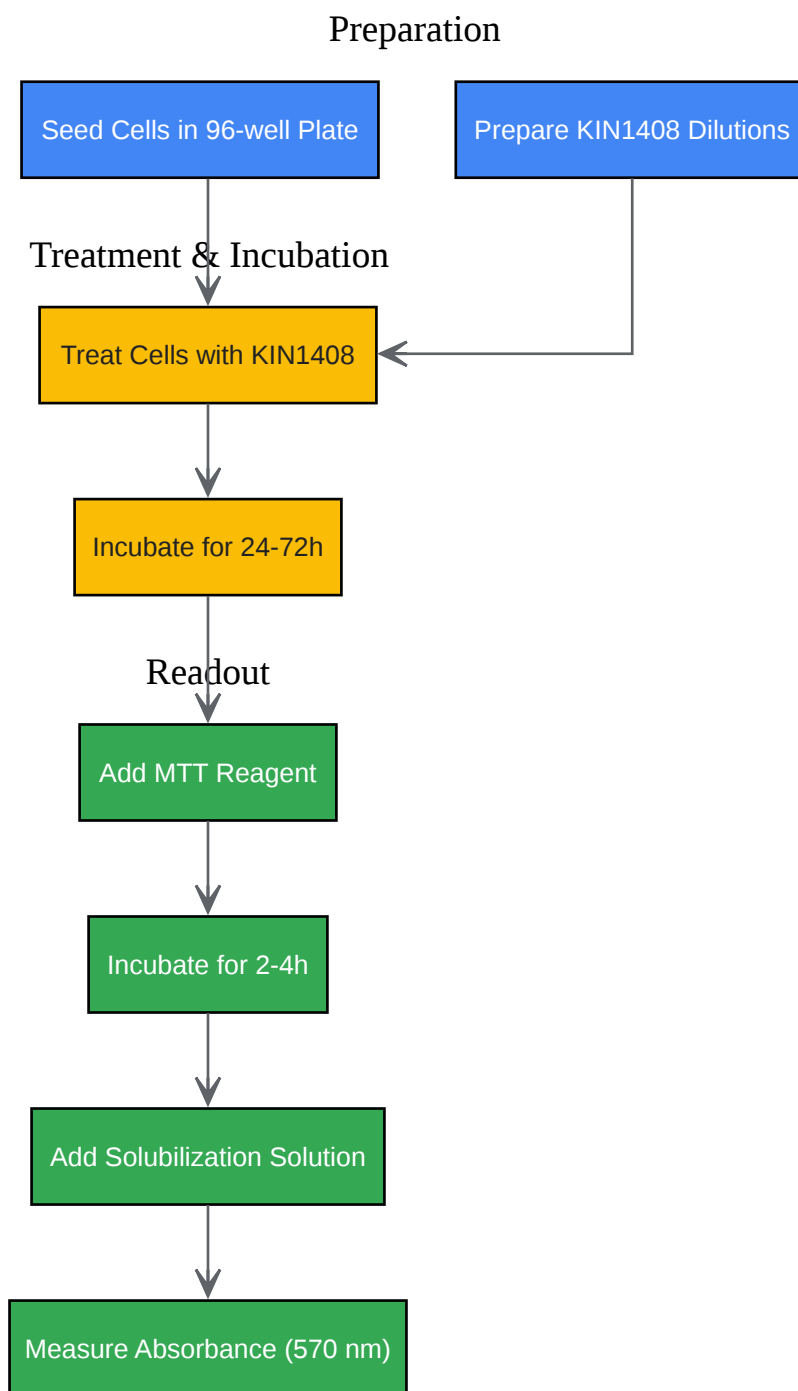 Preparation
Seed Cells in 96-well Plate
Prepare KIN1408 Dilutions
Treatment & Incubation
Treat Cells with KIN1408
Incubate for 24-72h
Readout
Add MTT Reagent
Incubate for 2-4h
Add Solubilization Solution
Measure Absorbance (570 nm)